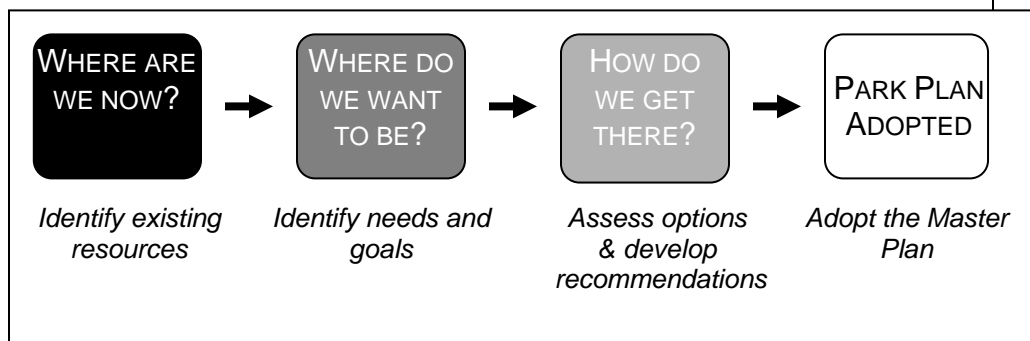 WHERE ARE
WE NOW?
WHERE DO
WE WANT
TO BE?
HOW DO
WE GET
THERE?
PARK PLAN
ADOPTED
Identify existing
resources
Identify needs and
goals
Assess options
& develop
recommendations
Adopt the Master
Plan